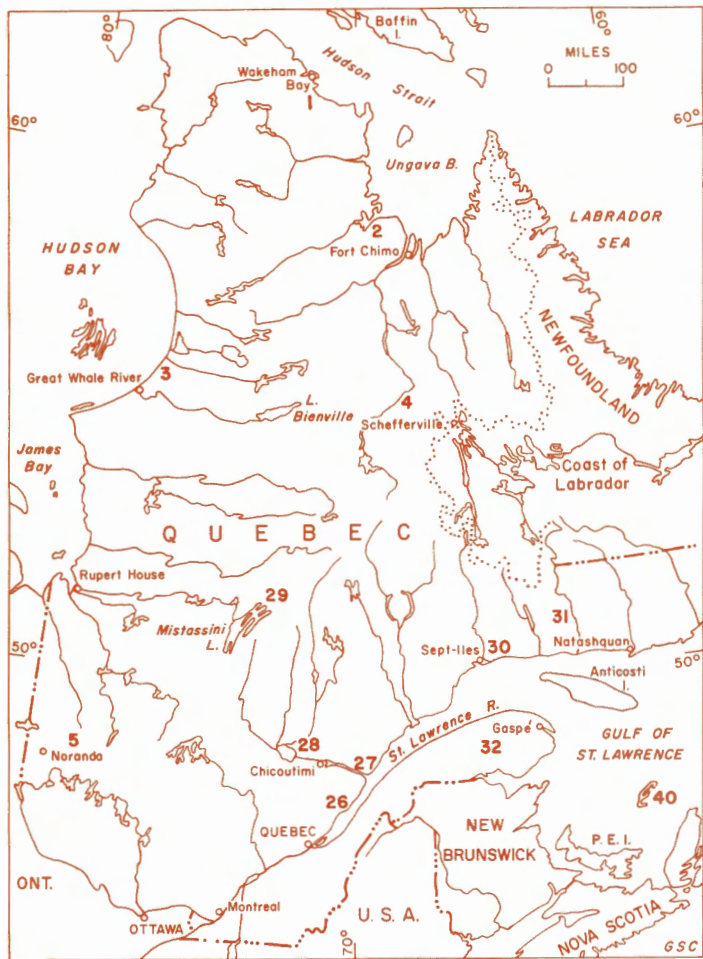 80°
60°
Baffin
I.
Hudson
Strait
MILES
0 100
Wakeham
Bay
1
60°
60°
Ungava B.
LABRADOR
SEA
2
Fort Chimo
HUDSON
BAY
NEWFOUNDLAND
3
Great Whale River
L.
Bienville
4
Schefferville
James
Bay
Coast of
Labrador
QUEBEC
Rupert House
29
Mistassini
L.
31
Natashquan
30
Sept-Iles
50°
50°
Anticosti
I.
5
Noranda
28
Chicoutimi
27
St. Lawrence R.
Gaspé
32
GULF OF
ST. LAWRENCE
26
40
QUEBEC
NEW
BRUNSWICK
P.E.I.
ONT.
Montreal
OTTAWA
U.S.A.
NOVA SCOTIA
70°
GSC